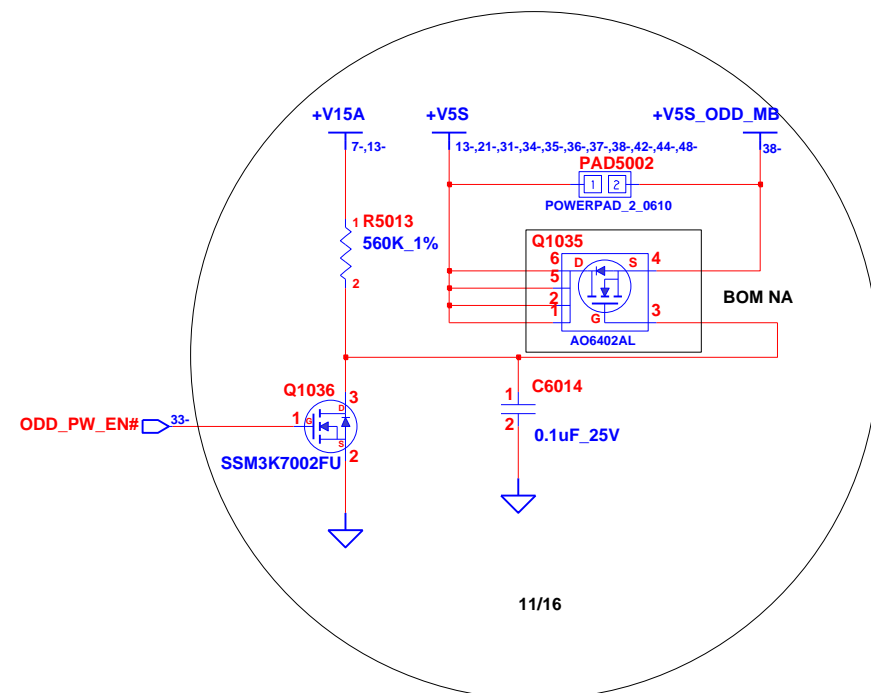 +V15A +V5S +V5S_ODD_MB
7-,13- 13-,21-,31-,34-,35-,36-,37-,38-,42-,44-,48- 38-
PAD5002
1 2
POWERPAD_2_0610
1 R5013
560K_1%
2
Q1035
6 D S 4
5
2
1 G 3
AO6402AL
BOM NA
Q1036
3
D
ODD_PW_EN# 33- 1 G
S
2
SSM3K7002FU
1 C6014
2
0.1uF_25V
11/16